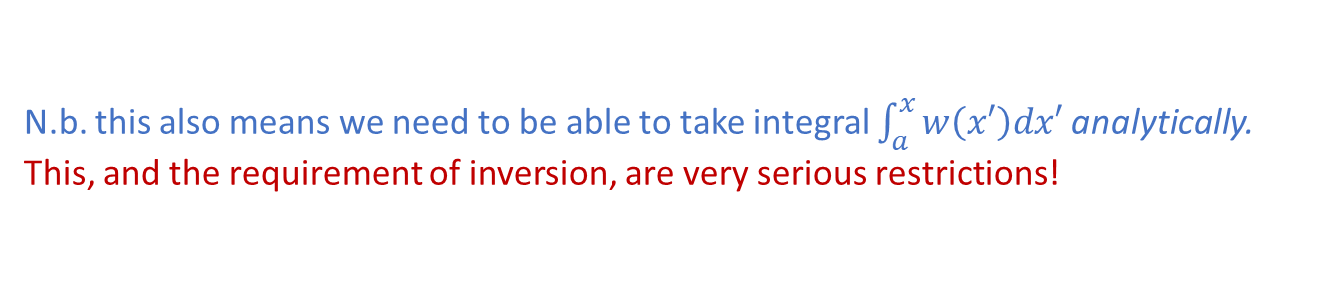 N.b. this also means we need to be able to take integral ∫ₐˣ w(x′)dx′ analytically.
This, and the requirement of inversion, are very serious restrictions!